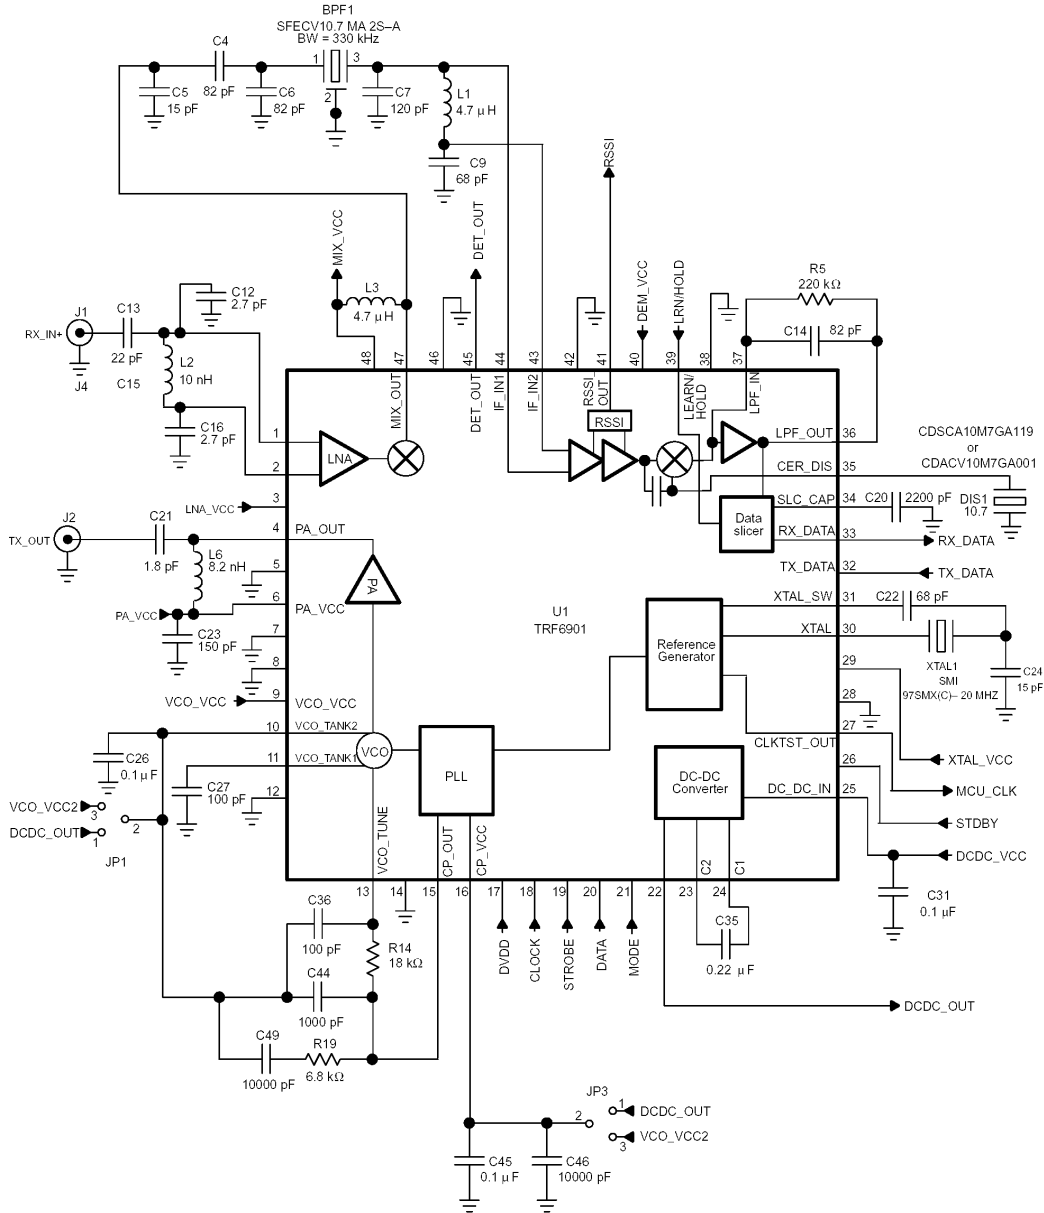 BPF1
SFECV10.7 MA 2S–A
BW = 330 kHz
C4
82 pF
1
3
2
C5
15 pF
C6
82 pF
C7
120 pF
L1
4.7 µH
C9
68 pF
RSSI
MIX_VCC
DET_OUT
DEM_VCC
LRN/HOLD
L3
4.7 µH
R5
220 kΩ
C14
82 pF
C12
2.7 pF
J1
RX_IN+
J4
C13
22 pF
C15
L2
10 nH
C16
2.7 pF
48
47
46
45
44
43
42
41
40
39
38
37
MIX_OUT
DET_OUT
IF_IN1
IF_IN2
RSSI_OUT
LEARN/HOLD
LPF_IN
RSSI
1
2
LNA
LNA_VCC
3
LPF_OUT
36
CER_DIS
35
CDSCA10M7GA119
or
CDACV10M7GA001
DIS1
10.7
SLC_CAP
34
C20
2200 pF
Data slicer
RX_DATA
33
RX_DATA
TX_DATA
32
TX_DATA
J2
TX_OUT
C21
1.8 pF
L6
8.2 nH
4
PA_OUT
5
PA
PA_VCC
6
PA_VCC
C23
150 pF
7
8
VCO_VCC
9
VCO_VCC
U1
TRF6901
Reference Generator
XTAL_SW
31
C22
68 pF
XTAL
30
XTAL1
SMI
97SMX(C)– 20 MHZ
C24
15 pF
29
28
27
CLKTST_OUT
26
XTAL_VCC
10
VCO_TANK2
11
VCO_TANK1
VCO
C26
0.1 µF
C27
100 pF
12
VCO_VCC2
3
DCDC_OUT
1
2
JP1
PLL
DC-DC Converter
DC_DC_IN
25
MCU_CLK
STDBY
DCDC_VCC
C31
0.1 µF
VCO_TUNE
CP_OUT
CP_VCC
C2
C1
13
14
15
16
17
18
19
20
21
22
23
24
DVDD
CLOCK
STROBE
DATA
MODE
C35
0.22 µF
DCDC_OUT
C36
100 pF
R14
18 kΩ
C44
1000 pF
C49
10000 pF
R19
6.8 kΩ
JP3
2
1
DCDC_OUT
3
VCO_VCC2
C45
0.1 µF
C46
10000 pF